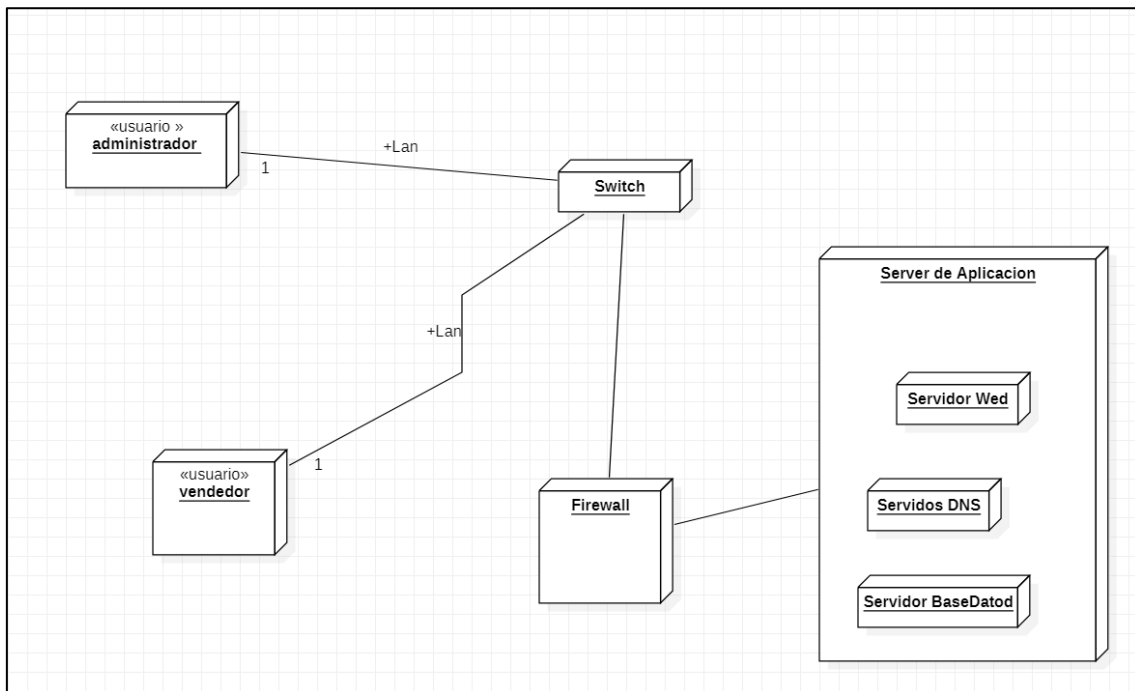 «usuario »
administrador
1
+Lan
Switch
+Lan
«usuario»
vendedor
1
Firewall
Server de Aplicacion
Servidor Wed
Servidos DNS
Servidor BaseDatod